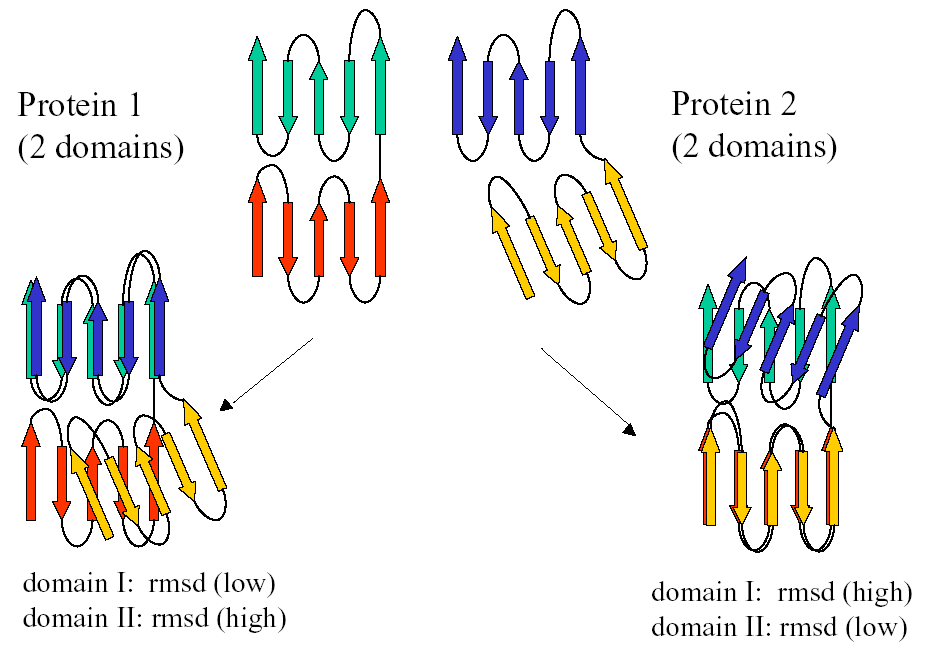 Protein 1
(2 domains)
Protein 2
(2 domains)
domain I:  rmsd (low)
domain II: rmsd (high)
domain I:  rmsd (high)
domain II: rmsd (low)